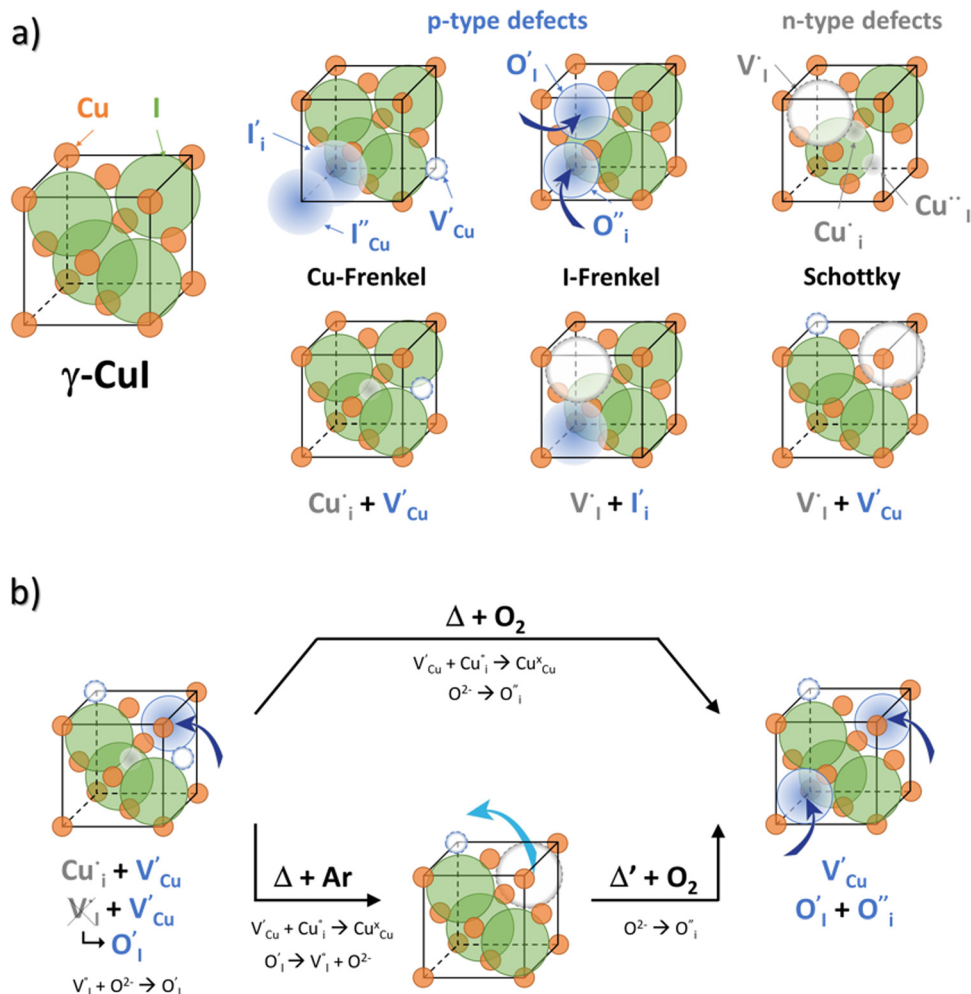 a)
p-type defects
n-type defects
Cu
I
γ-CuI
I′i
I′′Cu
V′Cu
O′I
O′′i
V˙I
Cu˙i
Cu˙˙I
Cu-Frenkel
I-Frenkel
Schottky
Cu˙i + V′Cu
V˙I + I′i
V˙I + V′Cu
b)
Δ + O2
V′Cu + Cu˙i → CuxCu
O2- → O′′i
Cu˙i + V′Cu
V˙I + V′Cu
O′I
V˙I + O2- → O′I
Δ + Ar
V′Cu + Cu˙i → CuxCu
O′I → V˙I + O2-
Δ′ + O2
O2- → O′′i
V′Cu
O′I + O′′i